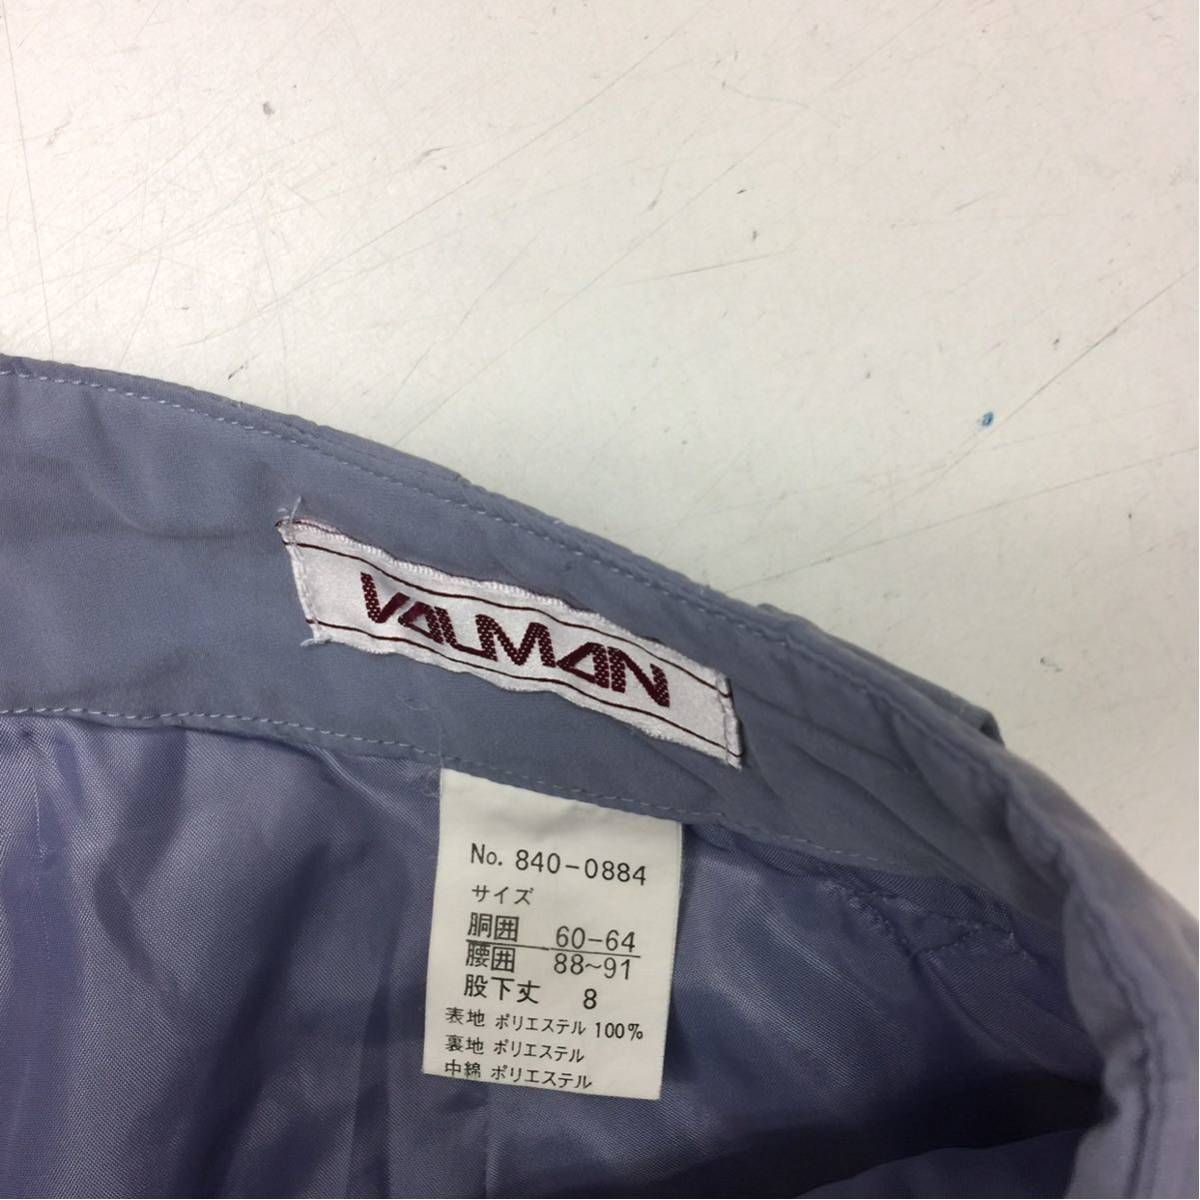 VAUMAN
No. 840-0884
サイズ
胴囲 60-64
腰囲 88~91
股下丈 8
表地 ポリエステル 100%
裏地 ポリエステル
中綿 ポリエステル